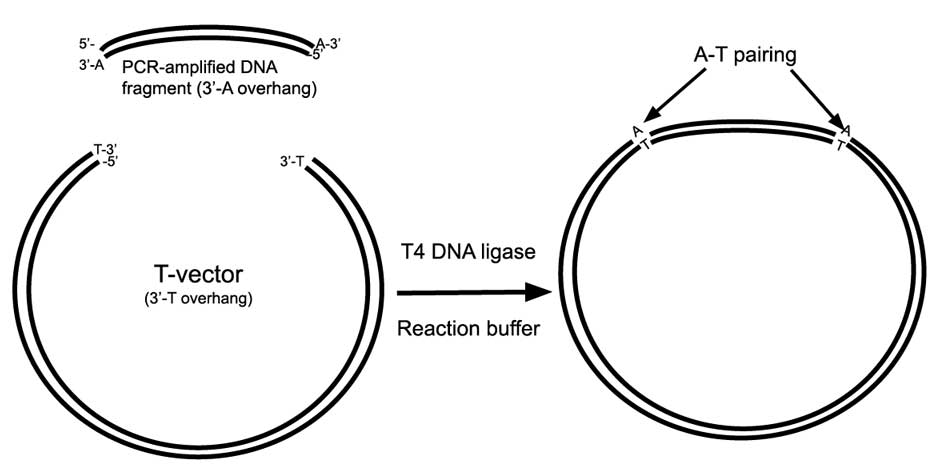 5'-
A-3'
-5'
3'-A
PCR-amplified DNA
fragment (3'-A overhang)
A-T pairing
A
T
A
T
T-3'
-5'
3'-T
T-vector
(3'-T overhang)
T4 DNA ligase
Reaction buffer